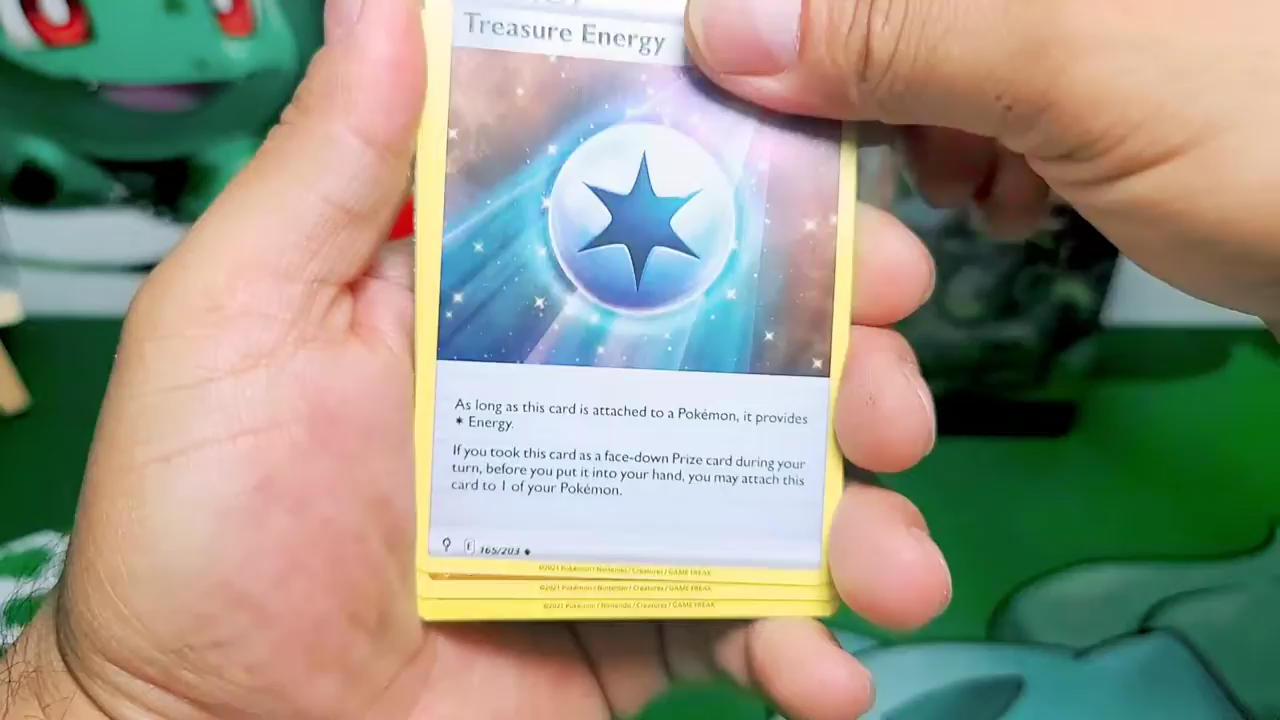 Treasure Energy
As long as this card is attached to a Pokémon, it provides
✶ Energy.
If you took this card as a face-down Prize card during your
turn, before you put it into your hand, you may attach this
card to 1 of your Pokémon.
E 165/203 ◆
©2021 Pokémon / Nintendo / Creatures / GAME FREAK
©2021 Pokémon / Nintendo / Creatures / GAME FREAK
©2021 Pokémon / Nintendo / Creatures / GAME FREAK